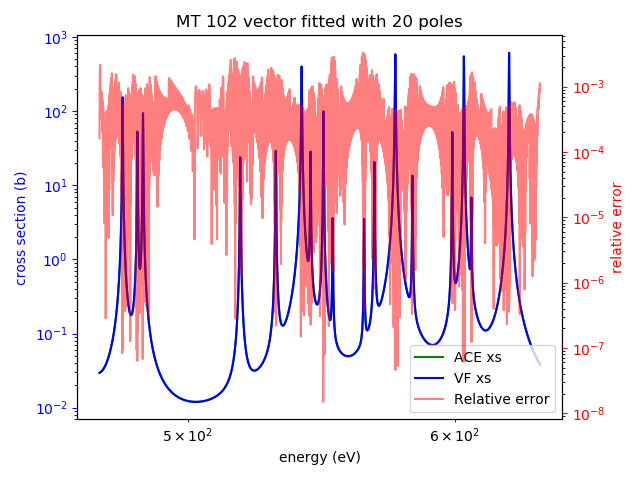 MT 102 vector fitted with 20 poles
10³
10²
10¹
10⁰
10⁻¹
10⁻²
cross section (b)
10⁻³
10⁻⁴
10⁻⁵
10⁻⁶
10⁻⁷
10⁻⁸
relative error
ACE xs
VF xs
Relative error
5 × 10²
6 × 10²
energy (eV)